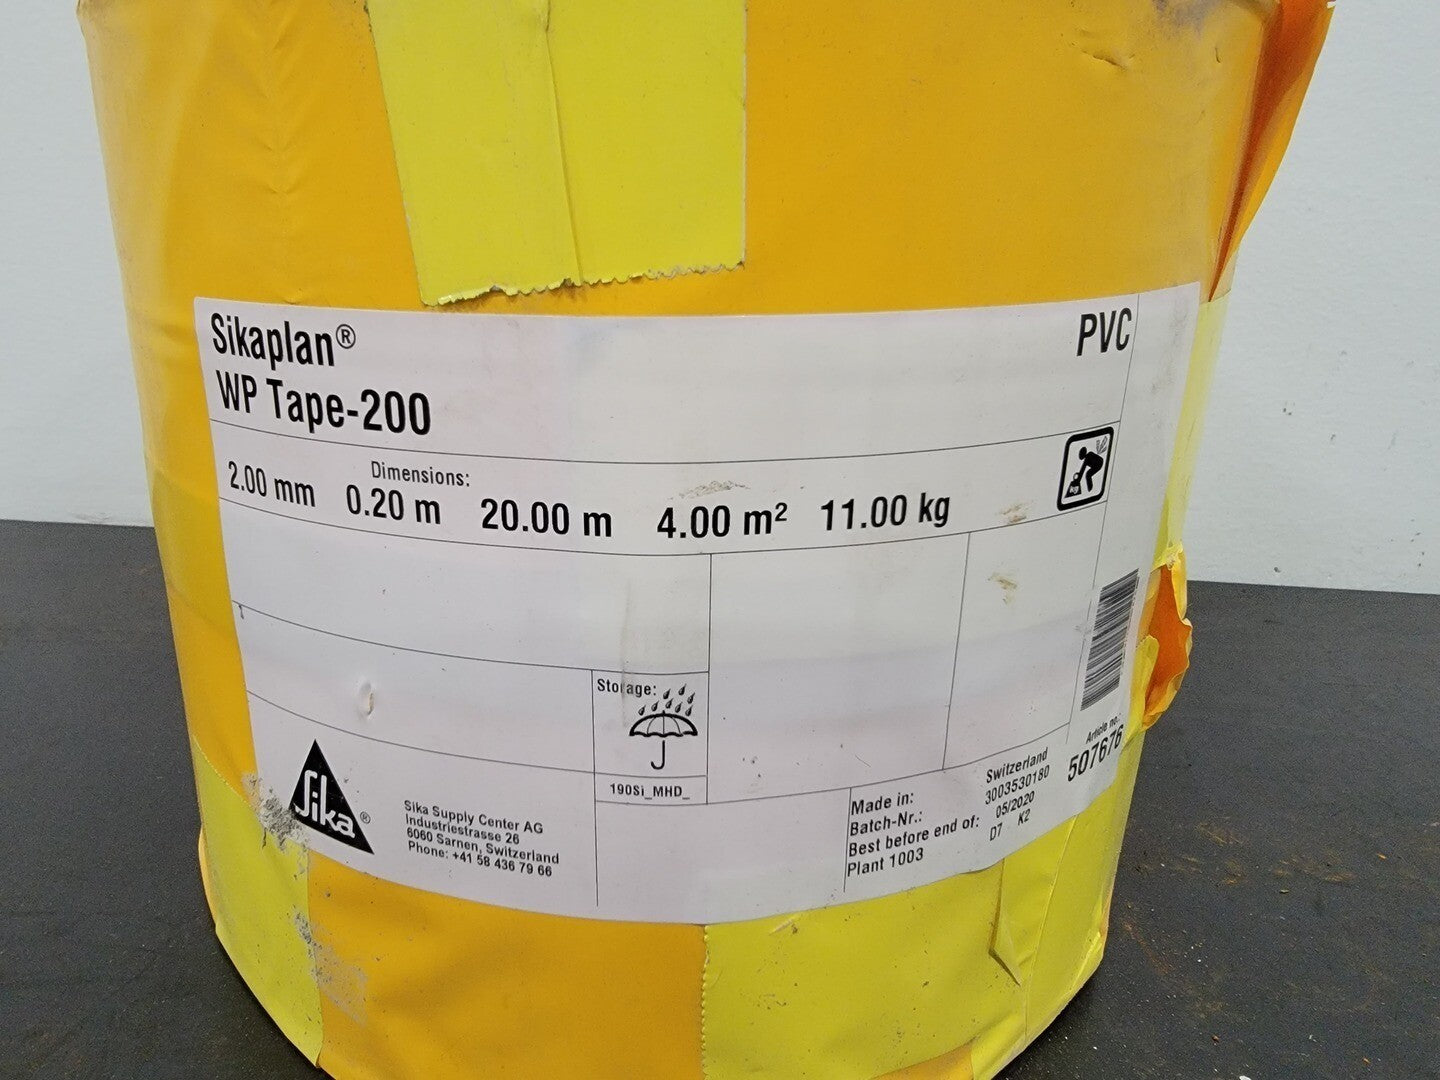 Sikaplan®
WP Tape-200
PVC
Dimensions:
2.00 mm 0.20 m 20.00 m 4.00 m² 11.00 kg
kg
Storage:
190Si_MHD_
Sika®
Sika Supply Center AG
Industriestrasse 26
6060 Sarnen, Switzerland
Phone: +41 58 436 79 66
Made in: Switzerland
Batch-Nr.: 3003530180
Best before end of: 05/2020
Plant 1003 D7 K2
Article no.:
507676